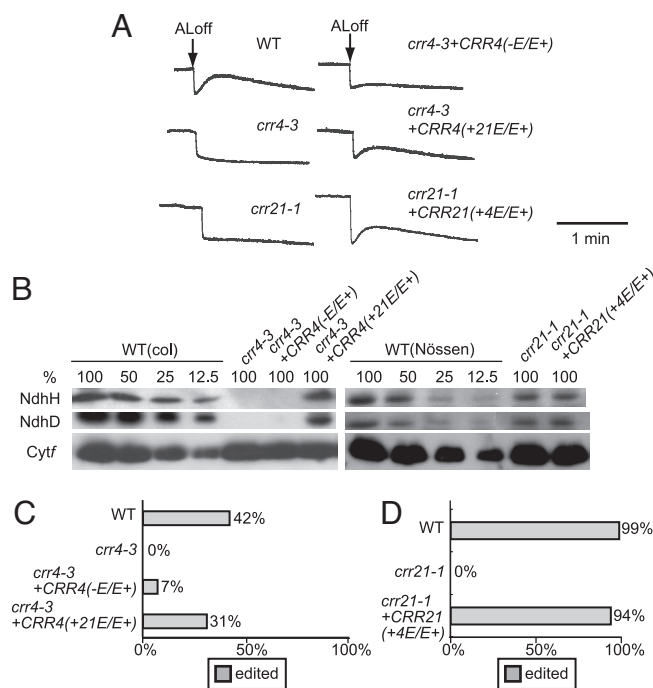 A
ALoff
WT
ALoff
crr4-3+CRR4(-E/E+)
crr4-3
crr4-3
+CRR4(+21E/E+)
crr21-1
crr21-1
+CRR21(+4E/E+)
1 min
B
WT(col)
crr4-3
crr4-3
+CRR4(-E/E+)
crr4-3
+CRR4(+21E/E+)
WT(Nössen)
crr21-1
crr21-1
+CRR21(+4E/E+)
% 100 50 25 12.5 100 100 100 100 50 25 12.5 100 100
NdhH
NdhD
Cytf
C
WT 42%
crr4-3 0%
crr4-3
+CRR4(-E/E+) 7%
crr4-3
+CRR4(+21E/E+) 31%
0% 100%
edited
D
WT 99%
crr21-1 0%
crr21-1
+CRR21
(+4E/E+) 94%
0% 100%
edited